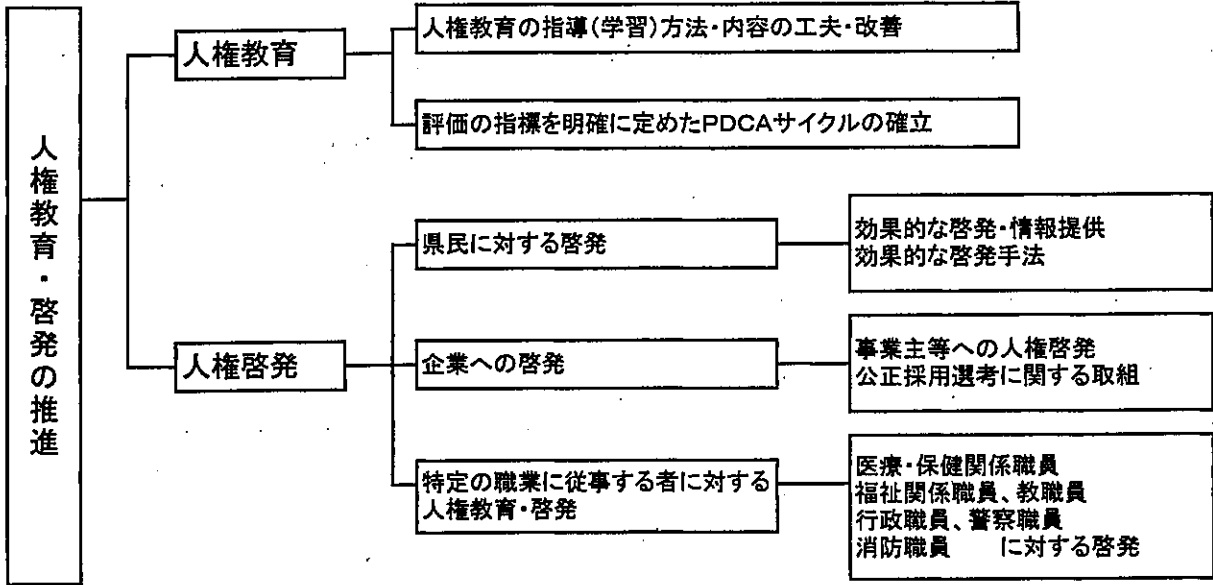 人権教育・啓発の推進
人権教育
人権教育の指導(学習)方法・内容の工夫・改善
評価の指標を明確に定めたPDCAサイクルの確立
人権啓発
県民に対する啓発
効果的な啓発・情報提供
効果的な啓発手法
企業への啓発
事業主等への人権啓発
公正採用選考に関する取組
特定の職業に従事する者に対する
人権教育・啓発
医療・保健関係職員
福祉関係職員、教職員
行政職員、警察職員
消防職員　　に対する啓発